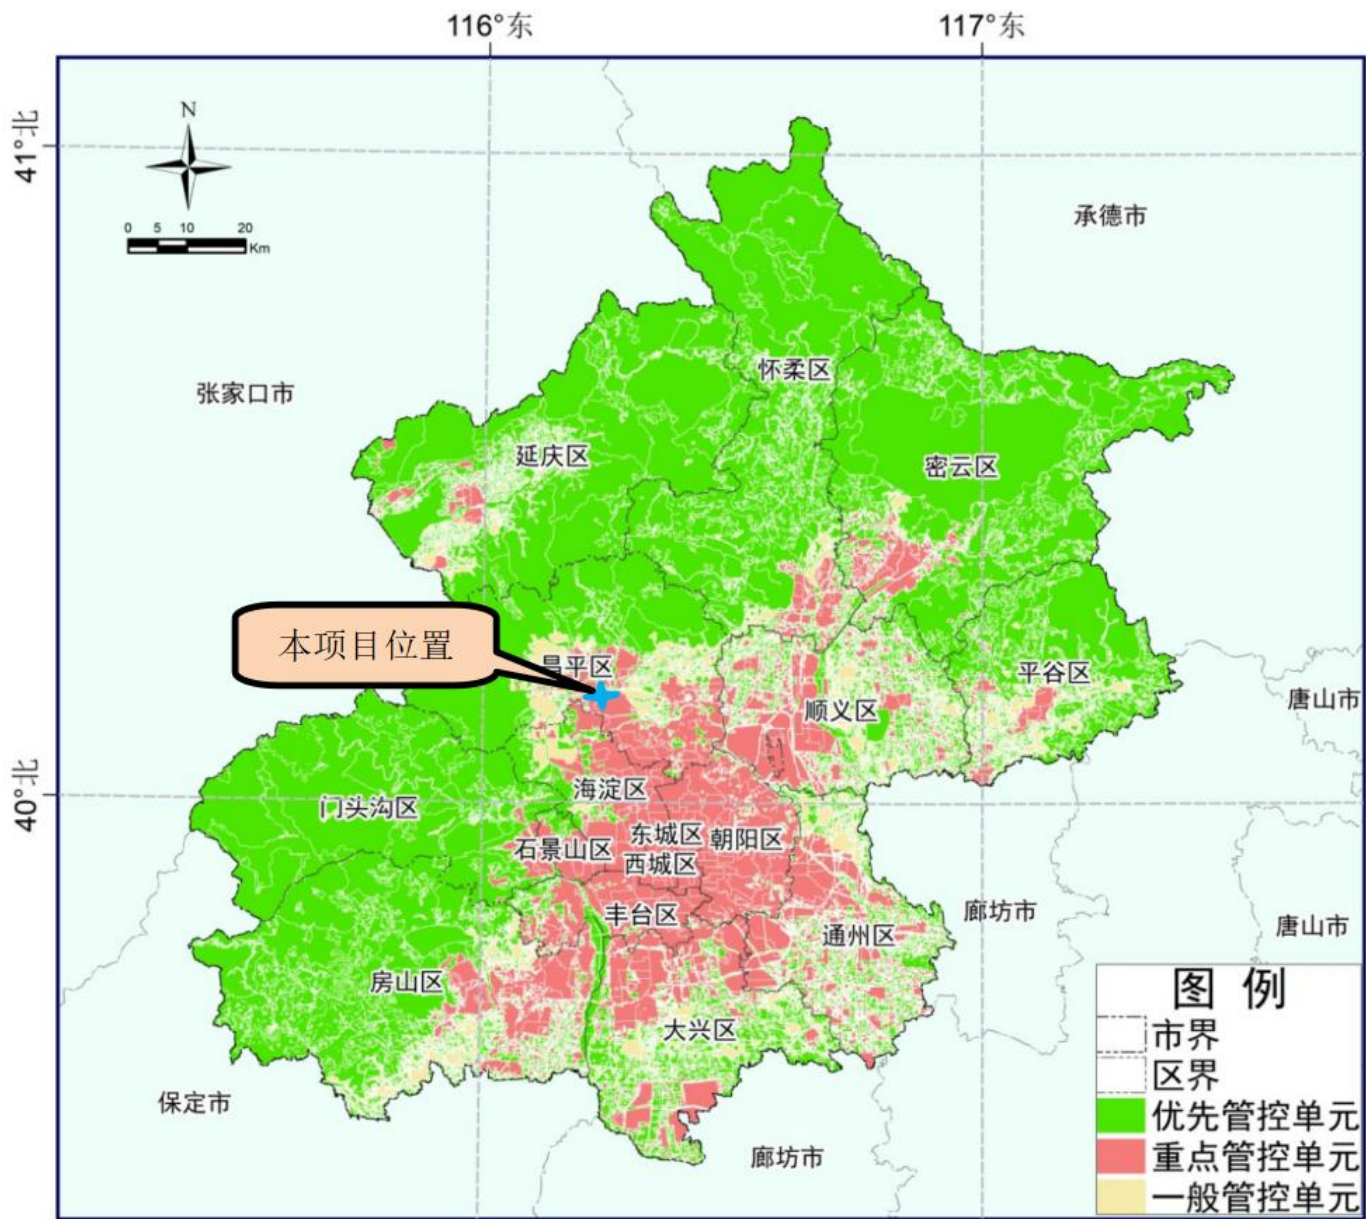 116°东
117°东
41°北
N
0 5 10 20
Km
承德市
怀柔区
张家口市
延庆区
密云区
本项目位置
昌平区
平谷区
唐山市
顺义区
40°北
海淀区
门头沟区
东城区
朝阳区
石景山区
西城区
丰台区
廊坊市
唐山市
通州区
房山区
大兴区
保定市
廊坊市
图 例
市界
区界
优先管控单元
重点管控单元
一般管控单元